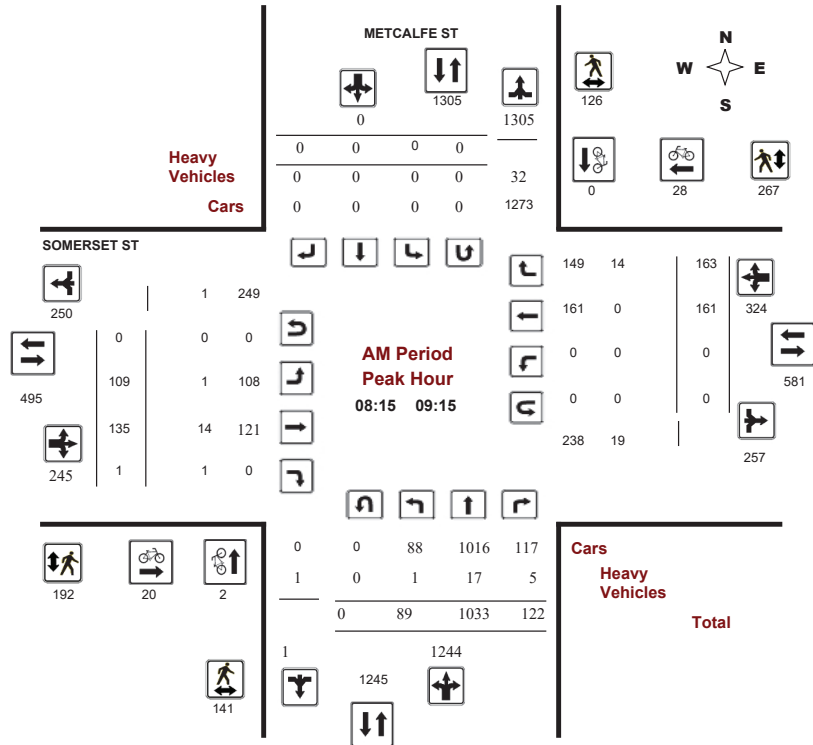 METCALFE ST
N
W E
S
1305
126
0 1305
0 0 0 0
Heavy
Vehicles
0 0 0 0 32
Cars
0 0 0 0 1273
0 28 267
SOMERSET ST
250
1 249
0 0 0
495
109 1 108
135 14 121
245
1 1 0
AM Period
Peak Hour
08:15 09:15
149 14 163
324
161 0 161
0 0 0
581
0 0 0
238 19
257
192 20 2
141
0 0 88 1016 117
1 0 1 17 5
0 89 1033 122
1 1244
1245
Cars
Heavy
Vehicles
Total